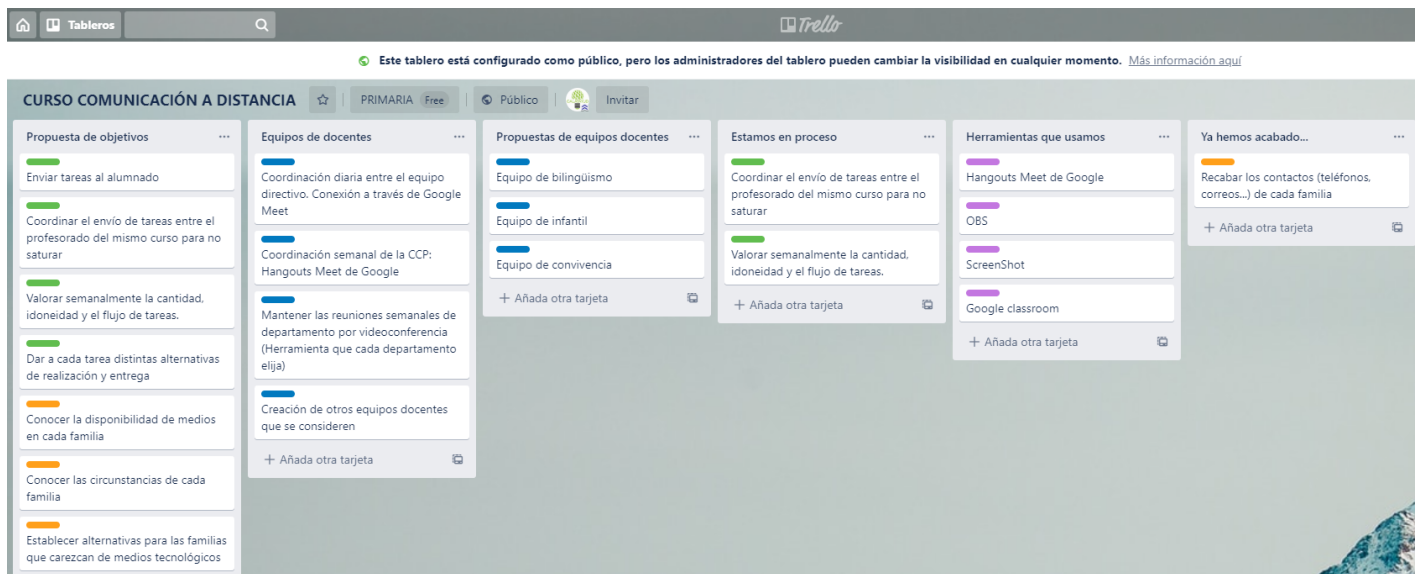 Tableros
Trello
Este tablero está configurado como público, pero los administradores del tablero pueden cambiar la visibilidad en cualquier momento. Más información aquí
CURSO COMUNICACIÓN A DISTANCIA
PRIMARIA Free
Público
Invitar
Propuesta de objetivos
Enviar tareas al alumnado
Coordinar el envío de tareas entre el
profesorado del mismo curso para no
saturar
Valorar semanalmente la cantidad,
idoneidad y el flujo de tareas.
Dar a cada tarea distintas alternativas
de realización y entrega
Conocer la disponibilidad de medios
en cada familia
Conocer las circunstancias de cada
familia
Establecer alternativas para las familias
que carezcan de medios tecnológicos
Equipos de docentes
Coordinación diaria entre el equipo
directivo. Conexión a través de Google
Meet
Coordinación semanal de la CCP:
Hangouts Meet de Google
Mantener las reuniones semanales de
departamento por videoconferencia
(Herramienta que cada departamento
elija)
Creación de otros equipos docentes
que se consideren
+ Añada otra tarjeta
Propuestas de equipos docentes
Equipo de bilingüismo
Equipo de infantil
Equipo de convivencia
+ Añada otra tarjeta
Estamos en proceso
Coordinar el envío de tareas entre el
profesorado del mismo curso para no
saturar
Valorar semanalmente la cantidad,
idoneidad y el flujo de tareas.
+ Añada otra tarjeta
Herramientas que usamos
Hangouts Meet de Google
OBS
ScreenShot
Google classroom
+ Añada otra tarjeta
Ya hemos acabado...
Recabar los contactos (teléfonos,
correos...) de cada familia
+ Añada otra tarjeta